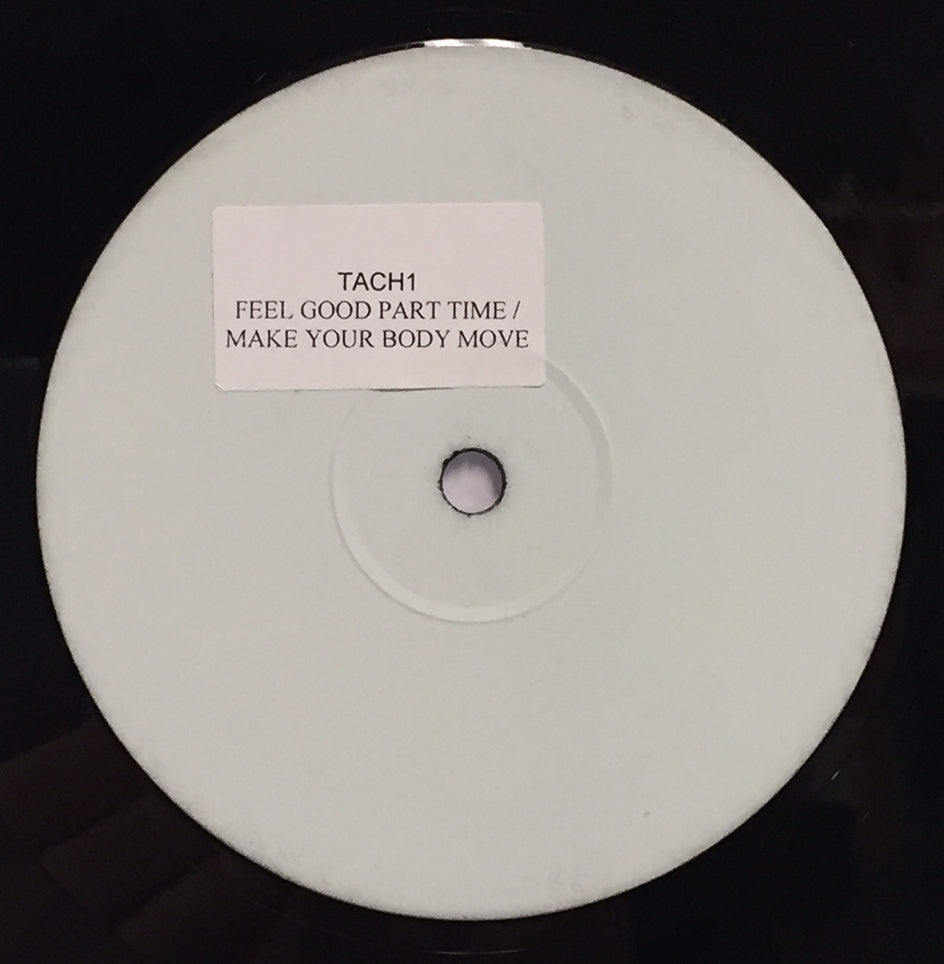 TACH1
FEEL GOOD PART TIME /
MAKE YOUR BODY MOVE